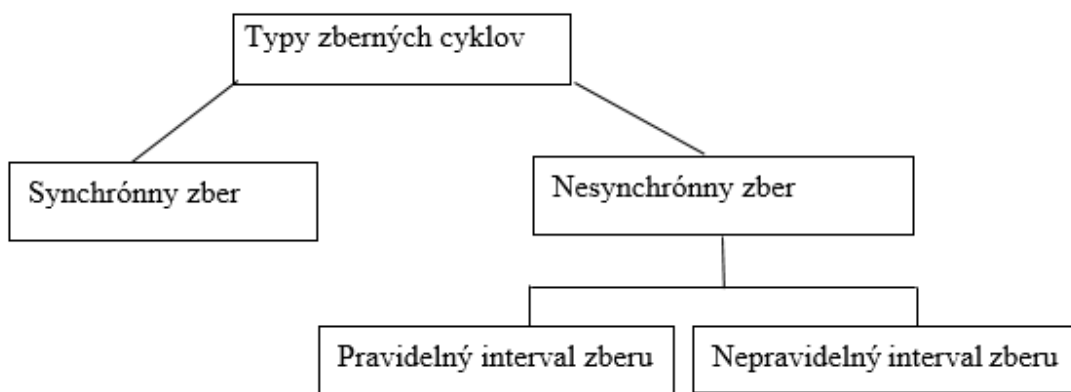 Typy zberných cyklov
Synchrónny zber
Nesynchrónny zber
Pravidelný interval zberu
Nepravidelný interval zberu